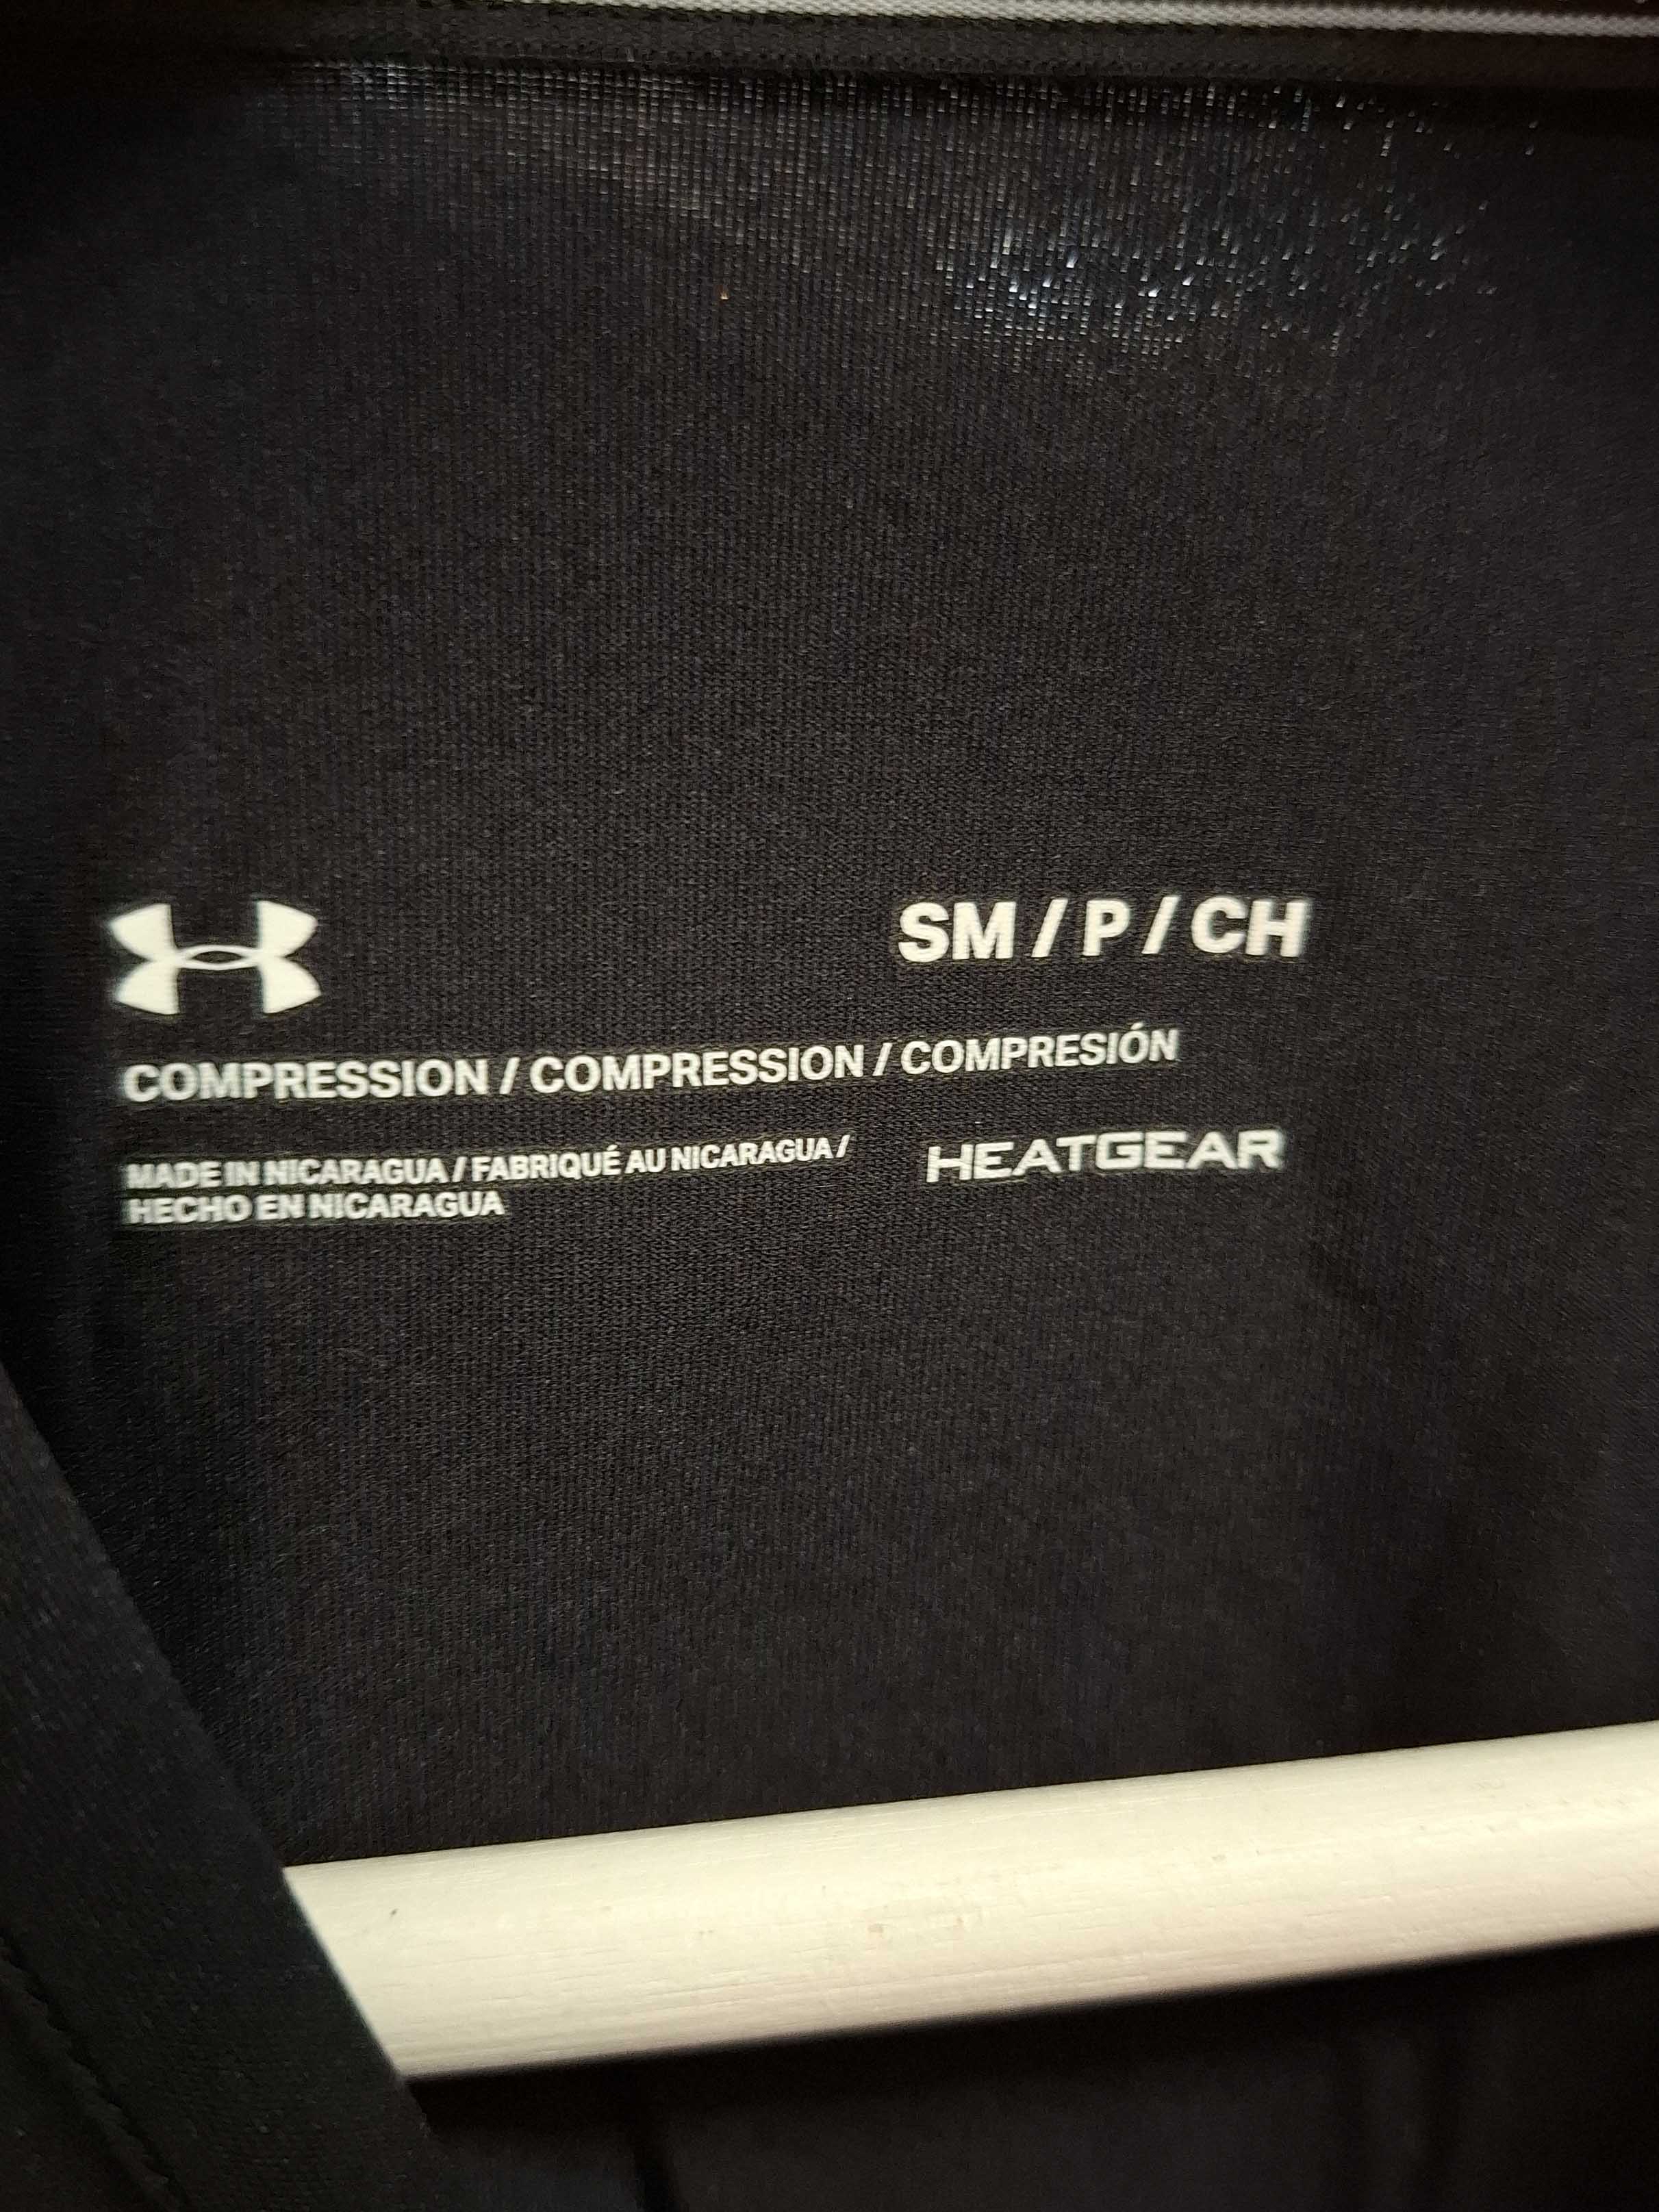 SM / P / CH
COMPRESSION / COMPRESSION / COMPRESIÓN
MADE IN NICARAGUA / FABRIQUÉ AU NICARAGUA /
HECHO EN NICARAGUA
HEATGEAR